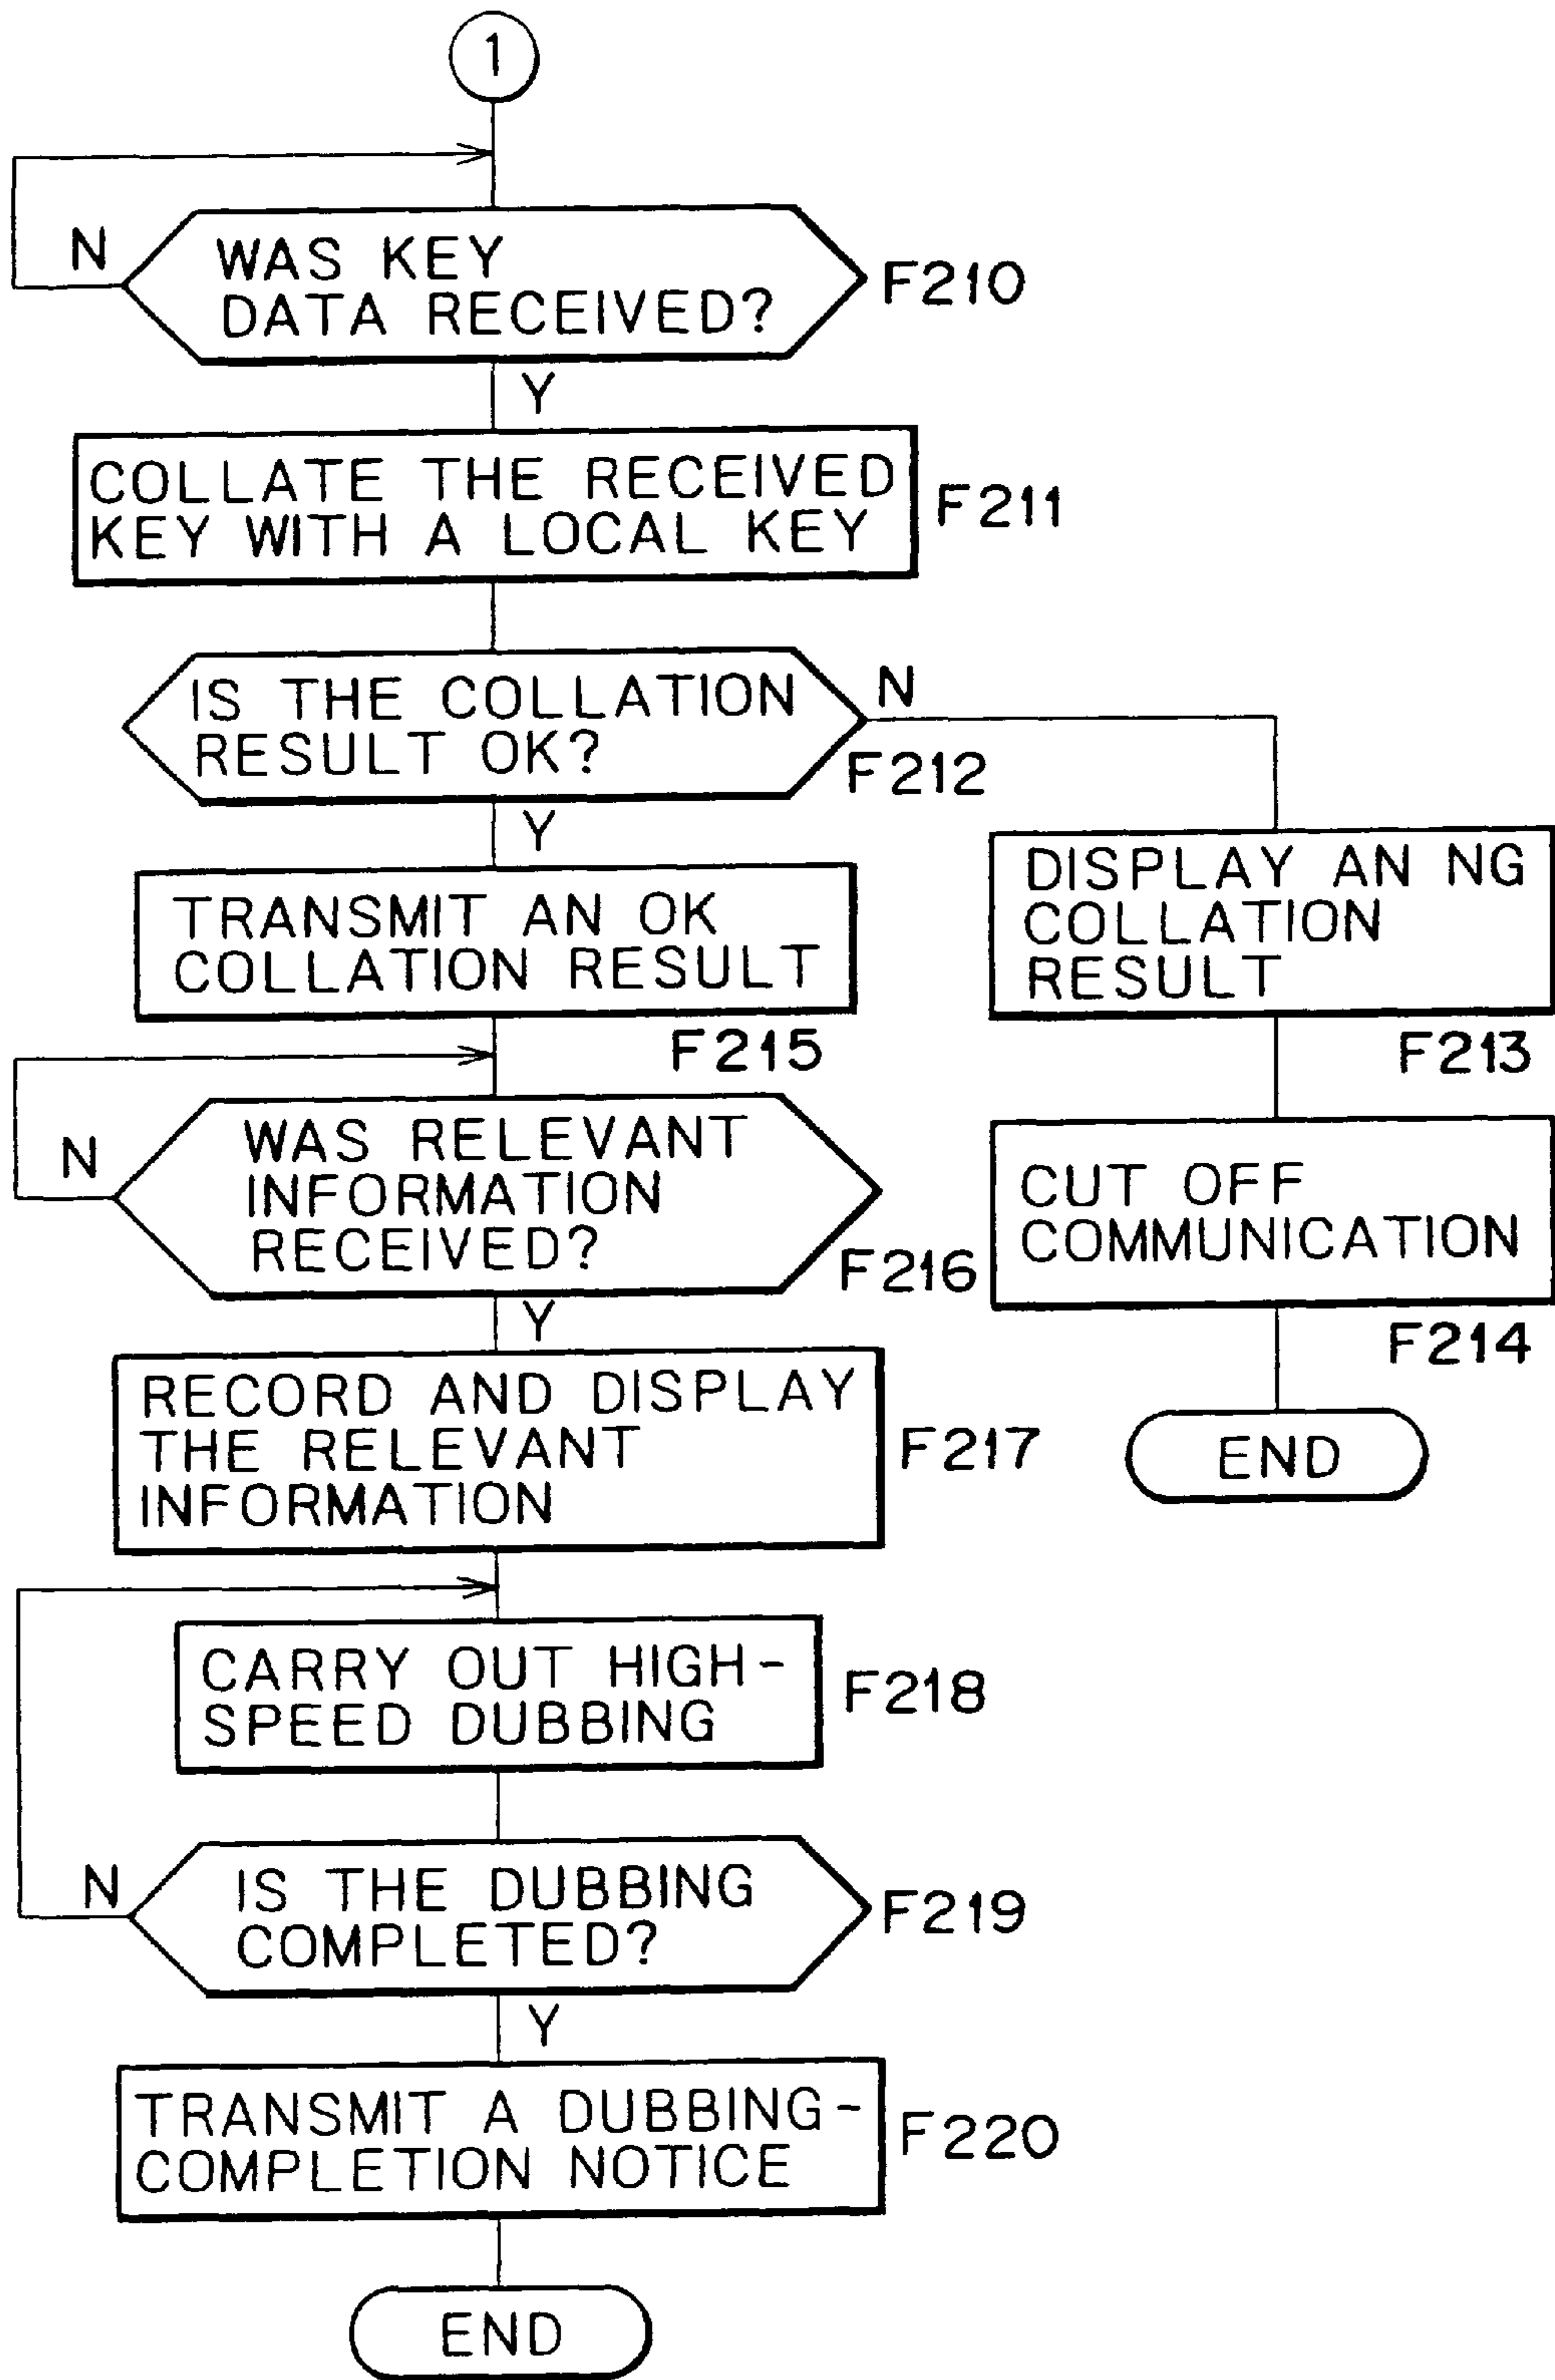 1
N
WAS KEY
DATA RECEIVED?
F210
Y
COLLATE THE RECEIVED
KEY WITH A LOCAL KEY
F211
IS THE COLLATION
RESULT OK?
N
F212
Y
TRANSMIT AN OK
COLLATION RESULT
F215
DISPLAY AN NG
COLLATION
RESULT
F213
N
WAS RELEVANT
INFORMATION
RECEIVED?
F216
Y
CUT OFF
COMMUNICATION
F214
END
RECORD AND DISPLAY
THE RELEVANT
INFORMATION
F217
CARRY OUT HIGH-
SPEED DUBBING
F218
N
IS THE DUBBING
COMPLETED?
F219
Y
TRANSMIT A DUBBING-
COMPLETION NOTICE
F220
END